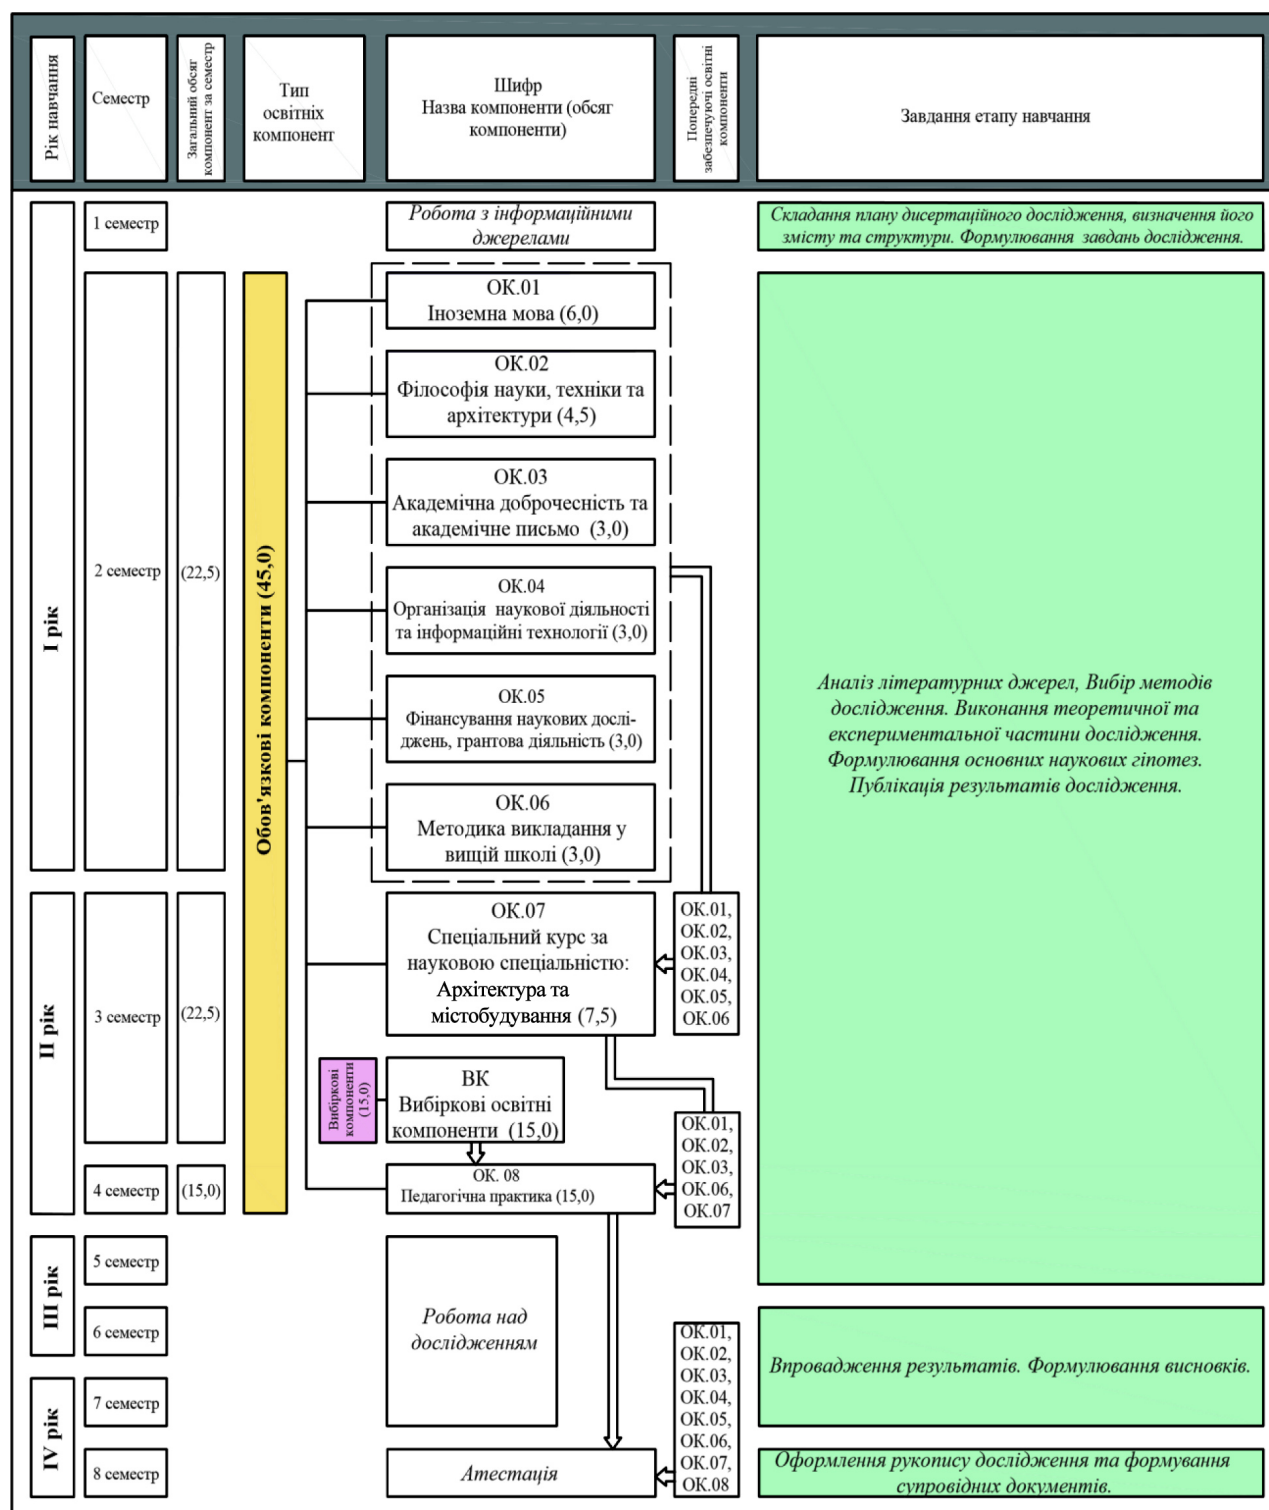 Рік навчання
Семестр
Загальний обсяг
компонент за семестр
Тип
освітніх
компонент
Шифр
Назва компоненти (обсяг
компоненти)
Попередні
забезпечуючі освітні
компоненти
Завдання етапу навчання
I рік
1 семестр
Робота з інформаційними
джерелами
Складання плану дисертаційного дослідження, визначення його
змісту та структури. Формулювання завдань дослідження.
2 семестр
(22,5)
Обов'язкові компоненти (45,0)
ОК.01
Іноземна мова (6,0)
ОК.02
Філософія науки, техніки та
архітектури (4,5)
ОК.03
Академічна доброчесність та
академічне письмо (3,0)
ОК.04
Організація наукової діяльності
та інформаційні технології (3,0)
ОК.05
Фінансування наукових дослі-
джень, грантова діяльність (3,0)
ОК.06
Методика викладання у
вищій школі (3,0)
Аналіз літературних джерел, Вибір методів
дослідження. Виконання теоретичної та
експериментальної частини дослідження.
Формулювання основних наукових гіпотез.
Публікація результатів дослідження.
II рік
3 семестр
(22,5)
ОК.07
Спеціальний курс за
науковою спеціальністю:
Архітектура та
містобудування (7,5)
ОК.01,
ОК.02,
ОК.03,
ОК.04,
ОК.05,
ОК.06
Вибіркові
компоненти
(15,0)
ВК
Вибіркові освітні
компоненти (15,0)
4 семестр
(15,0)
ОК. 08
Педагогічна практика (15,0)
ОК.01,
ОК.02,
ОК.03,
ОК.06,
ОК.07
III рік
5 семестр
6 семестр
Робота над
дослідженням
Впровадження результатів. Формулювання висновків.
IV рік
7 семестр
8 семестр
Атестація
ОК.01,
ОК.02,
ОК.03,
ОК.04,
ОК.05,
ОК.06,
ОК.07,
ОК.08
Оформлення рукопису дослідження та формування
супровідних документів.